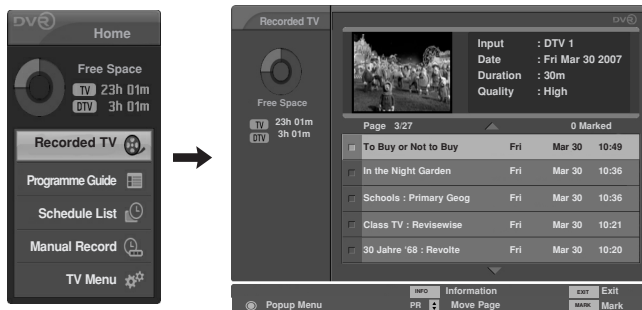 DVR
Home
Free Space
TV 23h 01m
DTV 3h 01m
Recorded TV
Programme Guide
Schedule List
Manual Record
TV Menu
Recorded TV
DVR
Free Space
TV 23h 01m
DTV 3h 01m
Input : DTV 1
Date : Fri Mar 30 2007
Duration : 30m
Quality : High
Page 3/27 0 Marked
To Buy or Not to Buy Fri Mar 30 10:49
In the Night Garden Fri Mar 30 10:36
Schools : Primary Geog Fri Mar 30 10:36
Class TV : Revisewise Fri Mar 30 10:21
30 Jahre ‘68 : Revolte Fri Mar 30 10:20
INFO Information EXIT Exit
Popup Menu PR Move Page MARK Mark